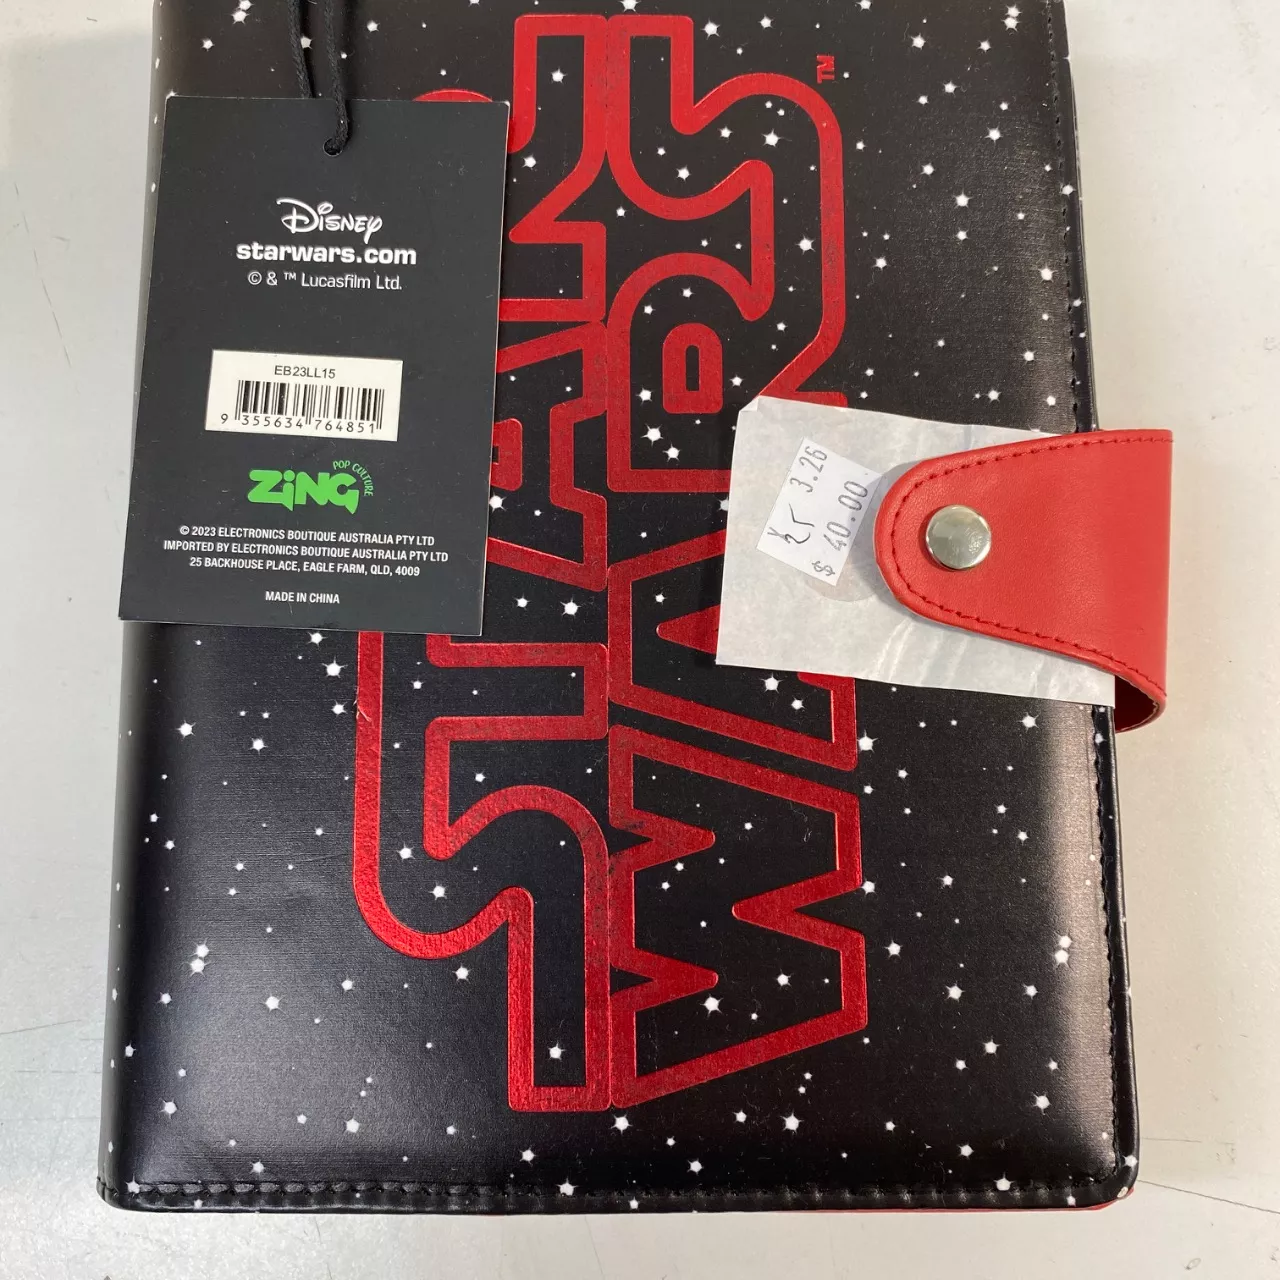 DISNEY
starwars.com
© & ™ Lucasfilm Ltd.
EB23LL15
9 355634 764851
ZiNG
POP CULTURE
© 2023 ELECTRONICS BOUTIQUE AUSTRALIA PTY LTD
IMPORTED BY ELECTRONICS BOUTIQUE AUSTRALIA PTY LTD
25 BACKHOUSE PLACE, EAGLE FARM, QLD, 4009
MADE IN CHINA
STAR
WARS
TM
3.26
$ 40.00